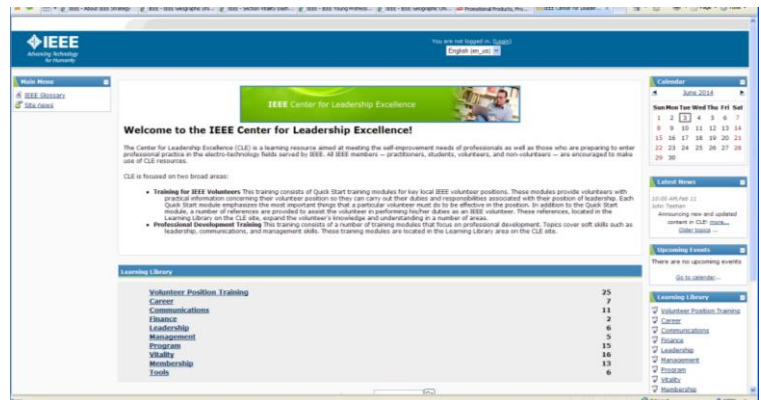 IEEE
Advancing Technology
for Humanity
You are not logged in. (Login)
English (en_us)
Main Menu
IEEE Glossary
Site news
IEEE Center for Leadership Excellence
Welcome to the IEEE Center for Leadership Excellence!
The Center for Leadership Excellence (CLE) is a learning resource aimed at meeting the self-improvement needs of professionals as well as those who are preparing to enter
professional practice in the electro-technology fields served by IEEE. All IEEE members — practitioners, students, volunteers, and non-volunteers — are encouraged to make
use of CLE resources.
CLE is focused on two broad areas:
• Training for IEEE Volunteers This training consists of Quick Start training modules for key local IEEE volunteer positions. These modules provide volunteers with
practical information concerning their volunteer position so they can carry out their duties and responsibilities associated with their position of leadership. Each
Quick Start module emphasizes the most important things that a particular volunteer must do to be effective in the position. In addition to the Quick Start
module, a number of references are provided to assist the volunteer in performing his/her duties as an IEEE volunteer. These references, located in the
Learning Library on the CLE site, expand the volunteer's knowledge and understanding in a number of areas.
• Professional Development Training This training consists of a number of training modules that focus on professional development. Topics cover soft skills such as
leadership, communications, and management skills. These training modules are located in the Learning Library area on the CLE site.
Learning Library
Volunteer Position Training 25
Career 7
Communications 11
Finance 2
Leadership 6
Management 5
Program 15
Vitality 16
Membership 13
Tools 6
Calendar
June 2014
Sun Mon Tue Wed Thu Fri Sat
1 2 3 4 5 6 7
8 9 10 11 12 13 14
15 16 17 18 19 20 21
22 23 24 25 26 27 28
29 30
Latest News
10:05 AM, Feb 11
John Teehan
Announcing new and updated
content in CLE! more...
Older topics ...
Upcoming Events
There are no upcoming events
Go to calendar...
Learning Library
Volunteer Position Training
Career
Communications
Finance
Leadership
Management
Program
Vitality
Membership